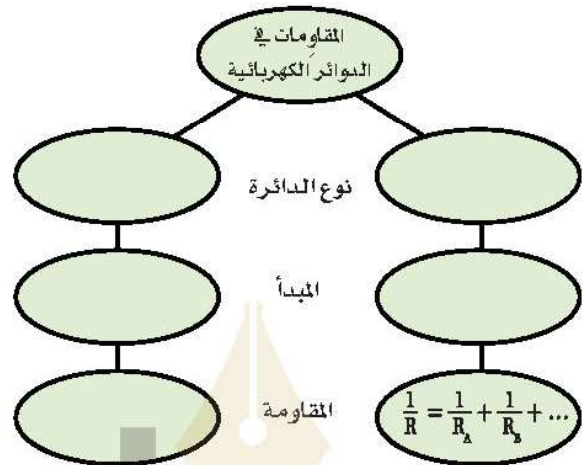 المقاومات في
الدوائر الكهربائية
نوع الدائرة
المبدأ
المقاومة
1/R = 1/R_A + 1/R_B + ...